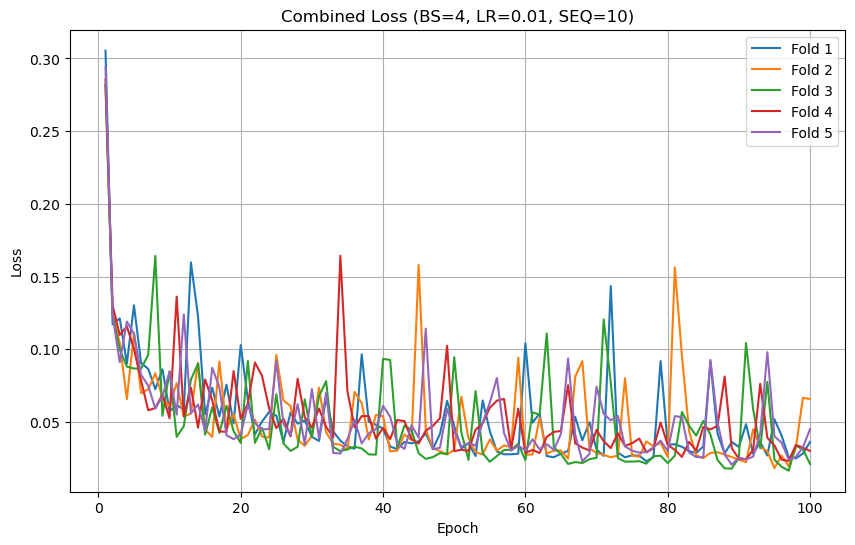 Combined Loss (BS=4, LR=0.01, SEQ=10)
Fold 1
Fold 2
Fold 3
Fold 4
Fold 5
Loss
0.30
0.25
0.20
0.15
0.10
0.05
0 20 40 60 80 100
Epoch